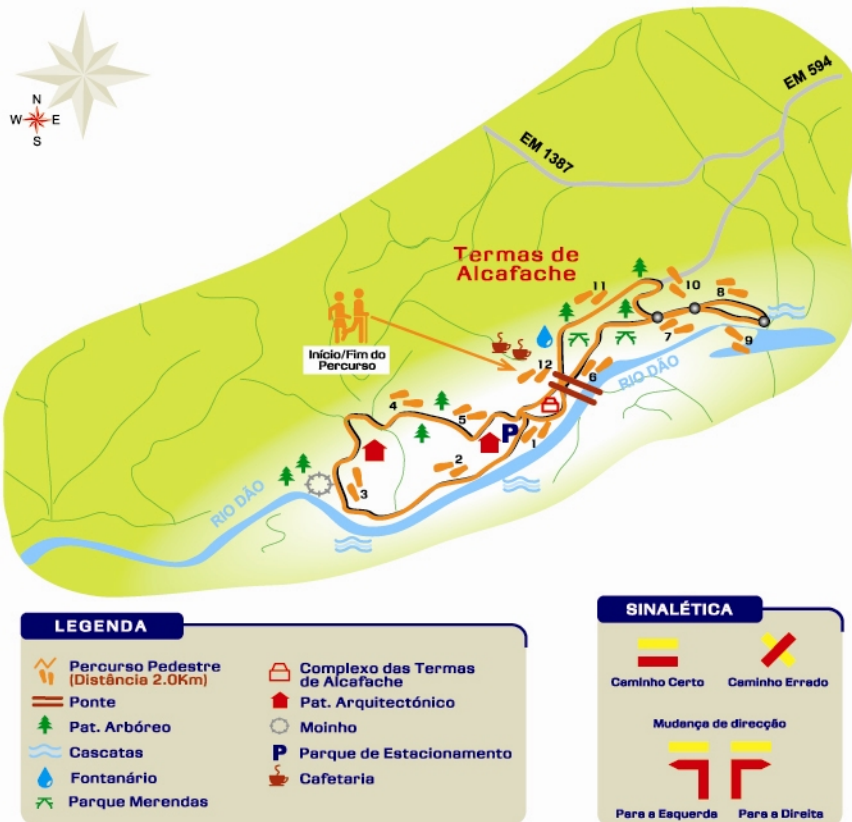 N
W E
S
EM 594
EM 1387
Termas de
Alcafache
Início/Fim do
Percurso
11
10
8
7
9
12
6
RIO DÃO
4
5
P
1
2
3
RIO DÃO
LEGENDA
Percurso Pedestre
(Distância 2.0Km)
Ponte
Pat. Arbóreo
Cascatas
Fontanário
Parque Merendas
Complexo das Termas
de Alcafache
Pat. Arquitectónico
Moinho
P Parque de Estacionamento
Cafetaria
SINALÉTICA
Caminho Certo
Caminho Errado
Mudança de direcção
Para a Esquerda
Para a Direita